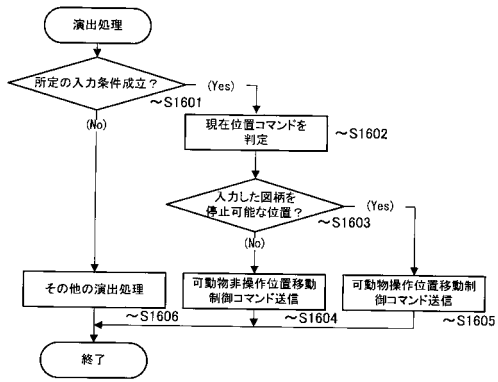 演出処理
所定の入力条件成立？
(Yes)
～S1601
(No)
現在位置コマンドを
判定
～S1602
入力した図柄を
停止可能な位置？
(Yes)
～S1603
(No)
その他の演出処理
～S1606
可動物非操作位置移動
制御コマンド送信
～S1604
可動物操作位置移動制
御コマンド送信
～S1605
終了